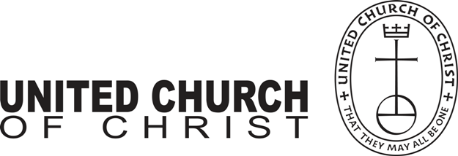 UNITED CHURCH
OF CHRIST
UNITED CHURCH OF CHRIST
THAT THEY MAY ALL BE ONE